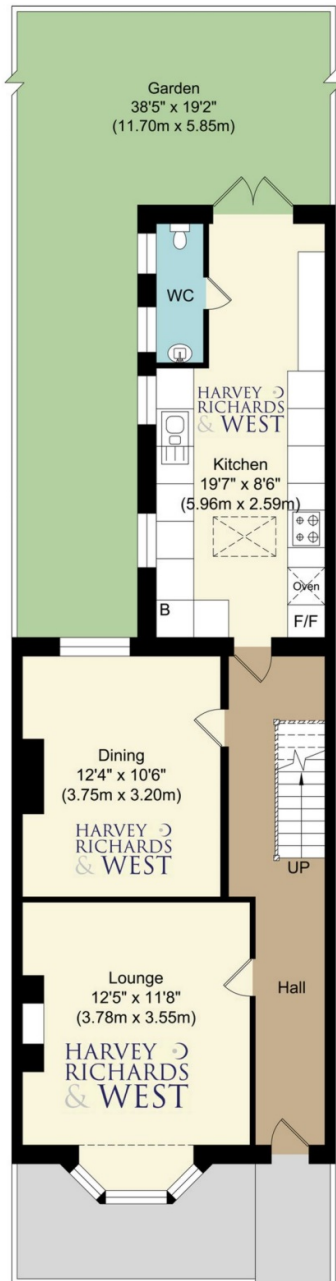 Garden
38'5" x 19'2"
(11.70m x 5.85m)
WC
HARVEY
RICHARDS
& WEST
Kitchen
19'7" x 8'6"
(5.96m x 2.59m)
Oven
B
F/F
Dining
12'4" x 10'6"
(3.75m x 3.20m)
HARVEY
RICHARDS
& WEST
UP
Lounge
12'5" x 11'8"
(3.78m x 3.55m)
Hall
HARVEY
RICHARDS
& WEST